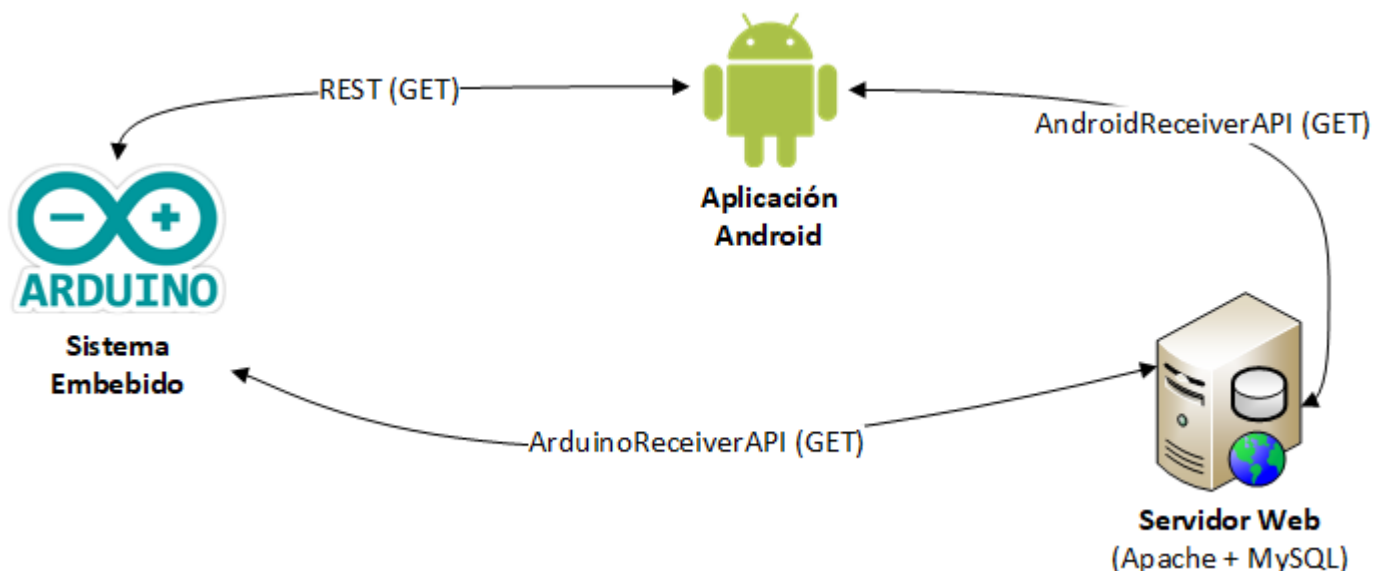 REST (GET)
AndroidReceiverAPI (GET)
Aplicación
Android
ARDUINO
Sistema
Embebido
ArduinoReceiverAPI (GET)
Servidor Web
(Apache + MySQL)